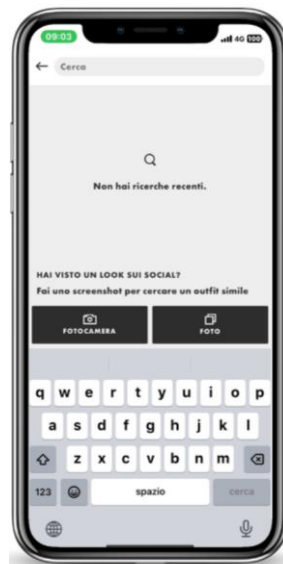 09:03
4G 100
Cerca
Non hai ricerche recenti.
HAI VISTO UN LOOK SUI SOCIAL?
Fai uno screenshot per cercare un outfit simile
FOTOCAMERA
FOTO
q w e r t y u i o p
a s d f g h j k l
z x c v b n m
123 spazio cerca